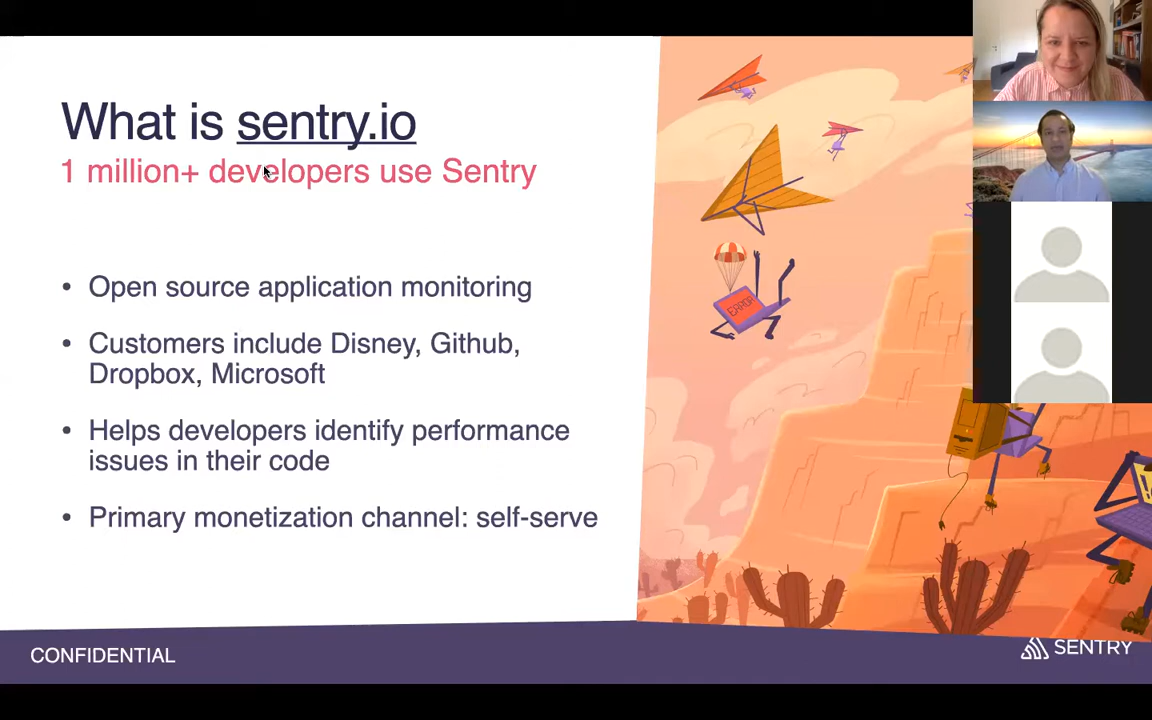 What is sentry.io
1 million+ developers use Sentry
• Open source application monitoring
• Customers include Disney, Github,
Dropbox, Microsoft
• Helps developers identify performance
issues in their code
• Primary monetization channel: self-serve
ERROR
CONFIDENTIAL
SENTRY